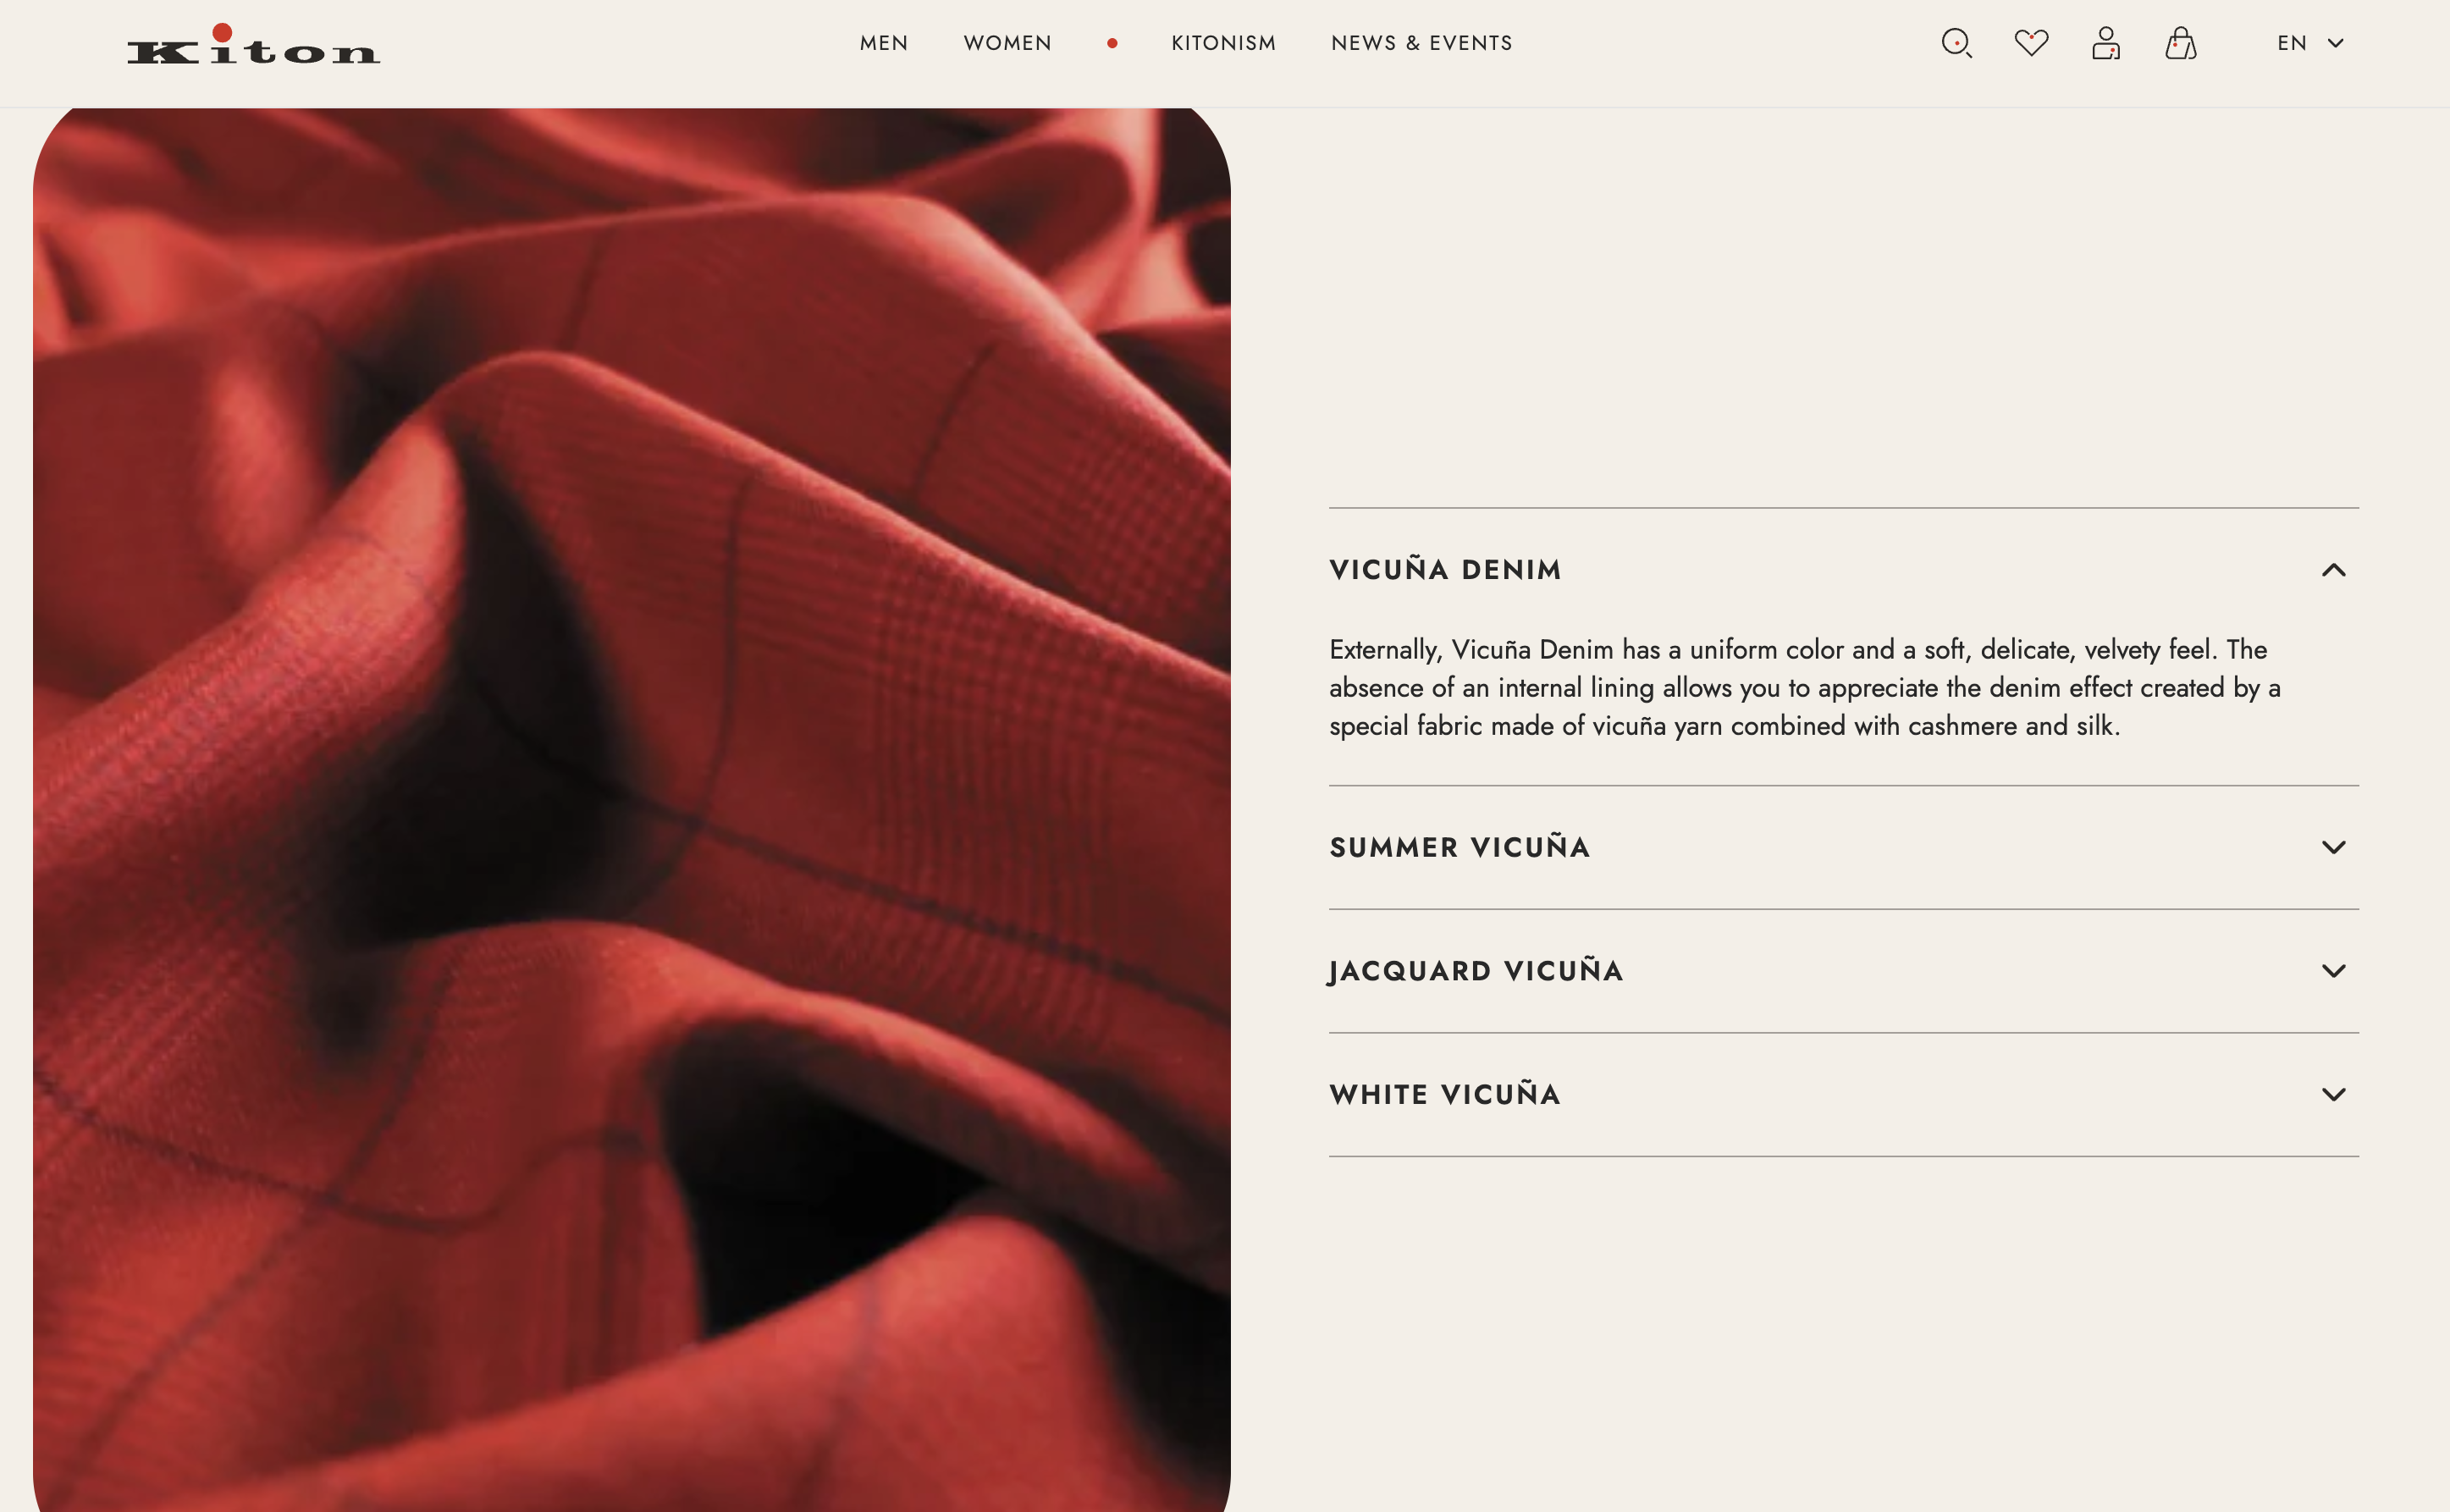 Kiton
MEN
WOMEN
KITONISM
NEWS & EVENTS
EN
VICUÑA DENIM
Externally, Vicuña Denim has a uniform color and a soft, delicate, velvety feel. The
absence of an internal lining allows you to appreciate the denim effect created by a
special fabric made of vicuña yarn combined with cashmere and silk.
SUMMER VICUÑA
JACQUARD VICUÑA
WHITE VICUÑA